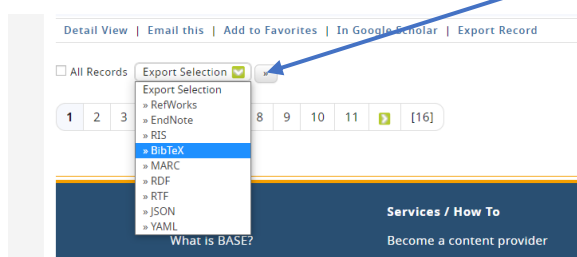 Detail View | Email this | Add to Favorites | In Google Scholar | Export Record
All Records Export Selection »
Export Selection
» RefWorks
» EndNote
» RIS
» BibTeX
» MARC
» RDF
» RTF
» JSON
» YAML
1 2 3 8 9 10 11 [16]
Services / How To
What is BASE? Become a content provider